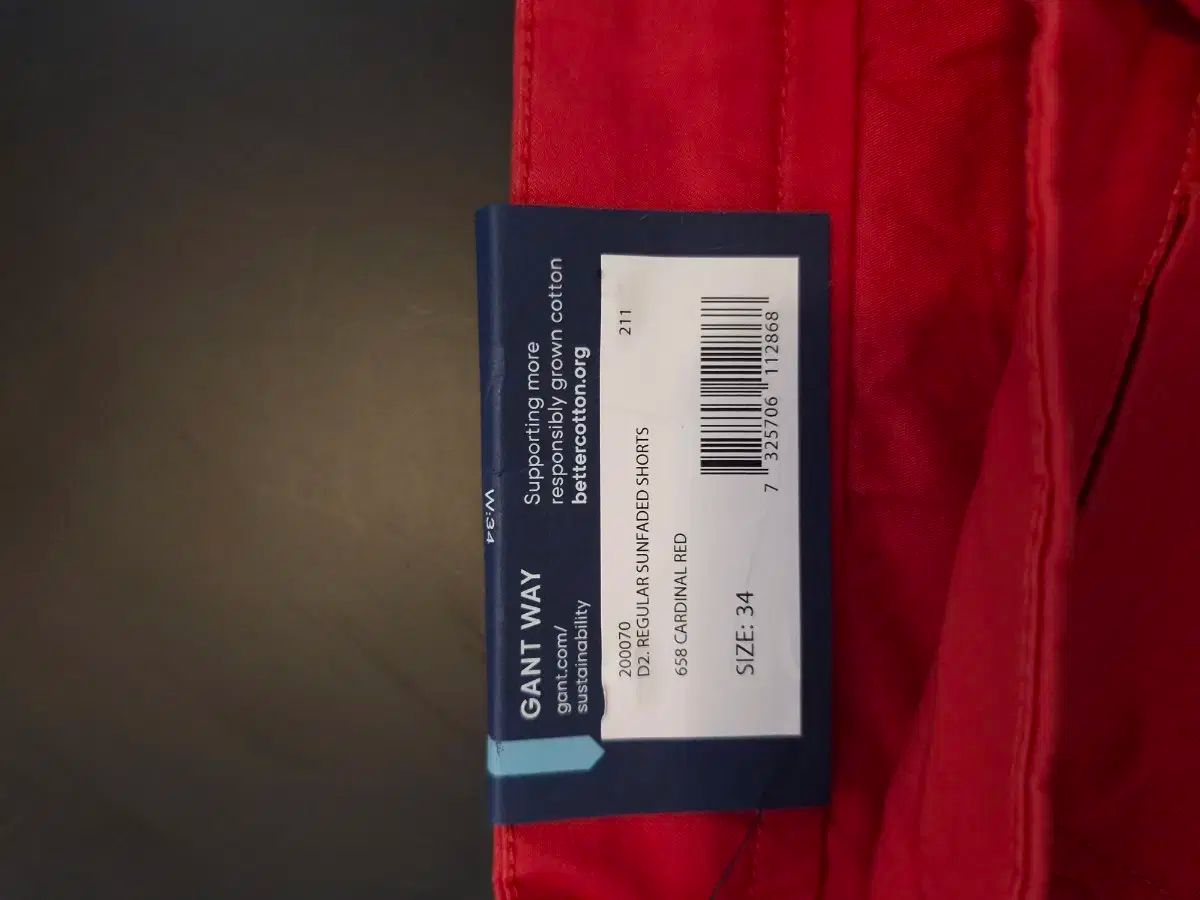 W:34
GANT WAY
gant.com/
sustainability
Supporting more
responsibly grown cotton
bettercotton.org
200070
211
D2. REGULAR SUNFADED SHORTS
658 CARDINAL RED
SIZE: 34
7 325706 112868